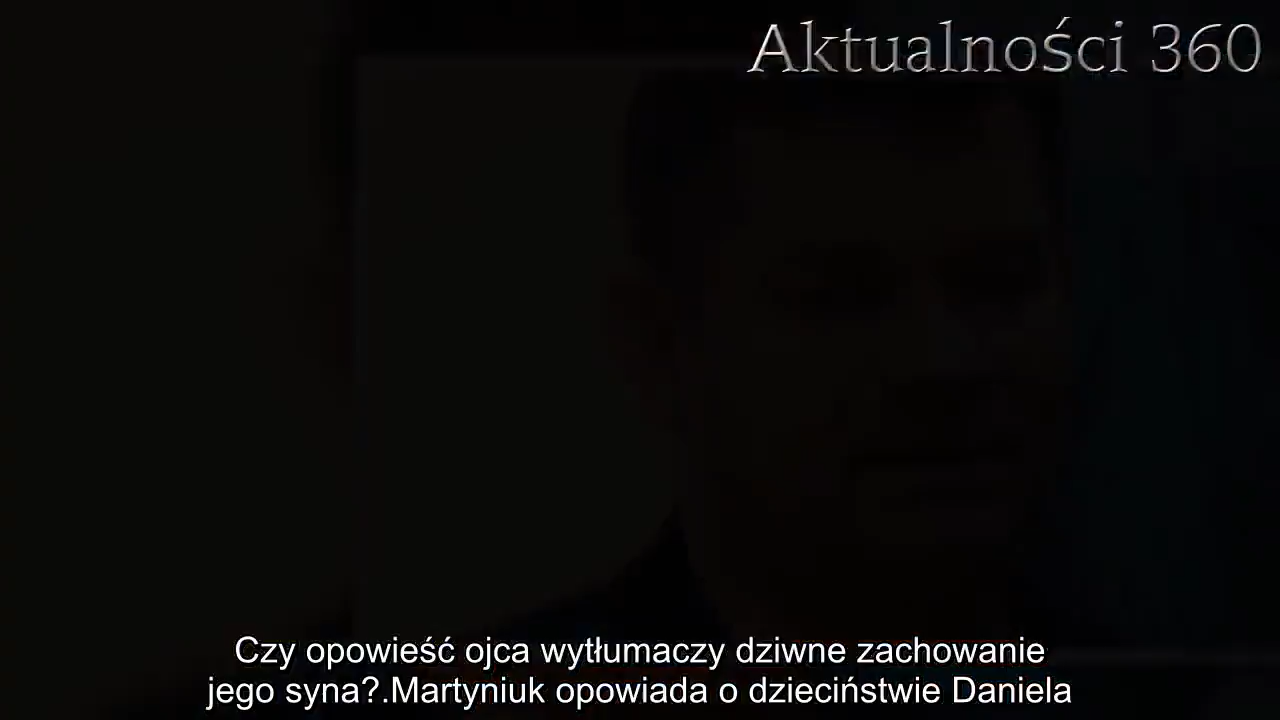 Aktualności 360
Czy opowieść ojca wytłumaczy dziwne zachowanie
jego syna?.Martyniuk opowiada o dzieciństwie Daniela